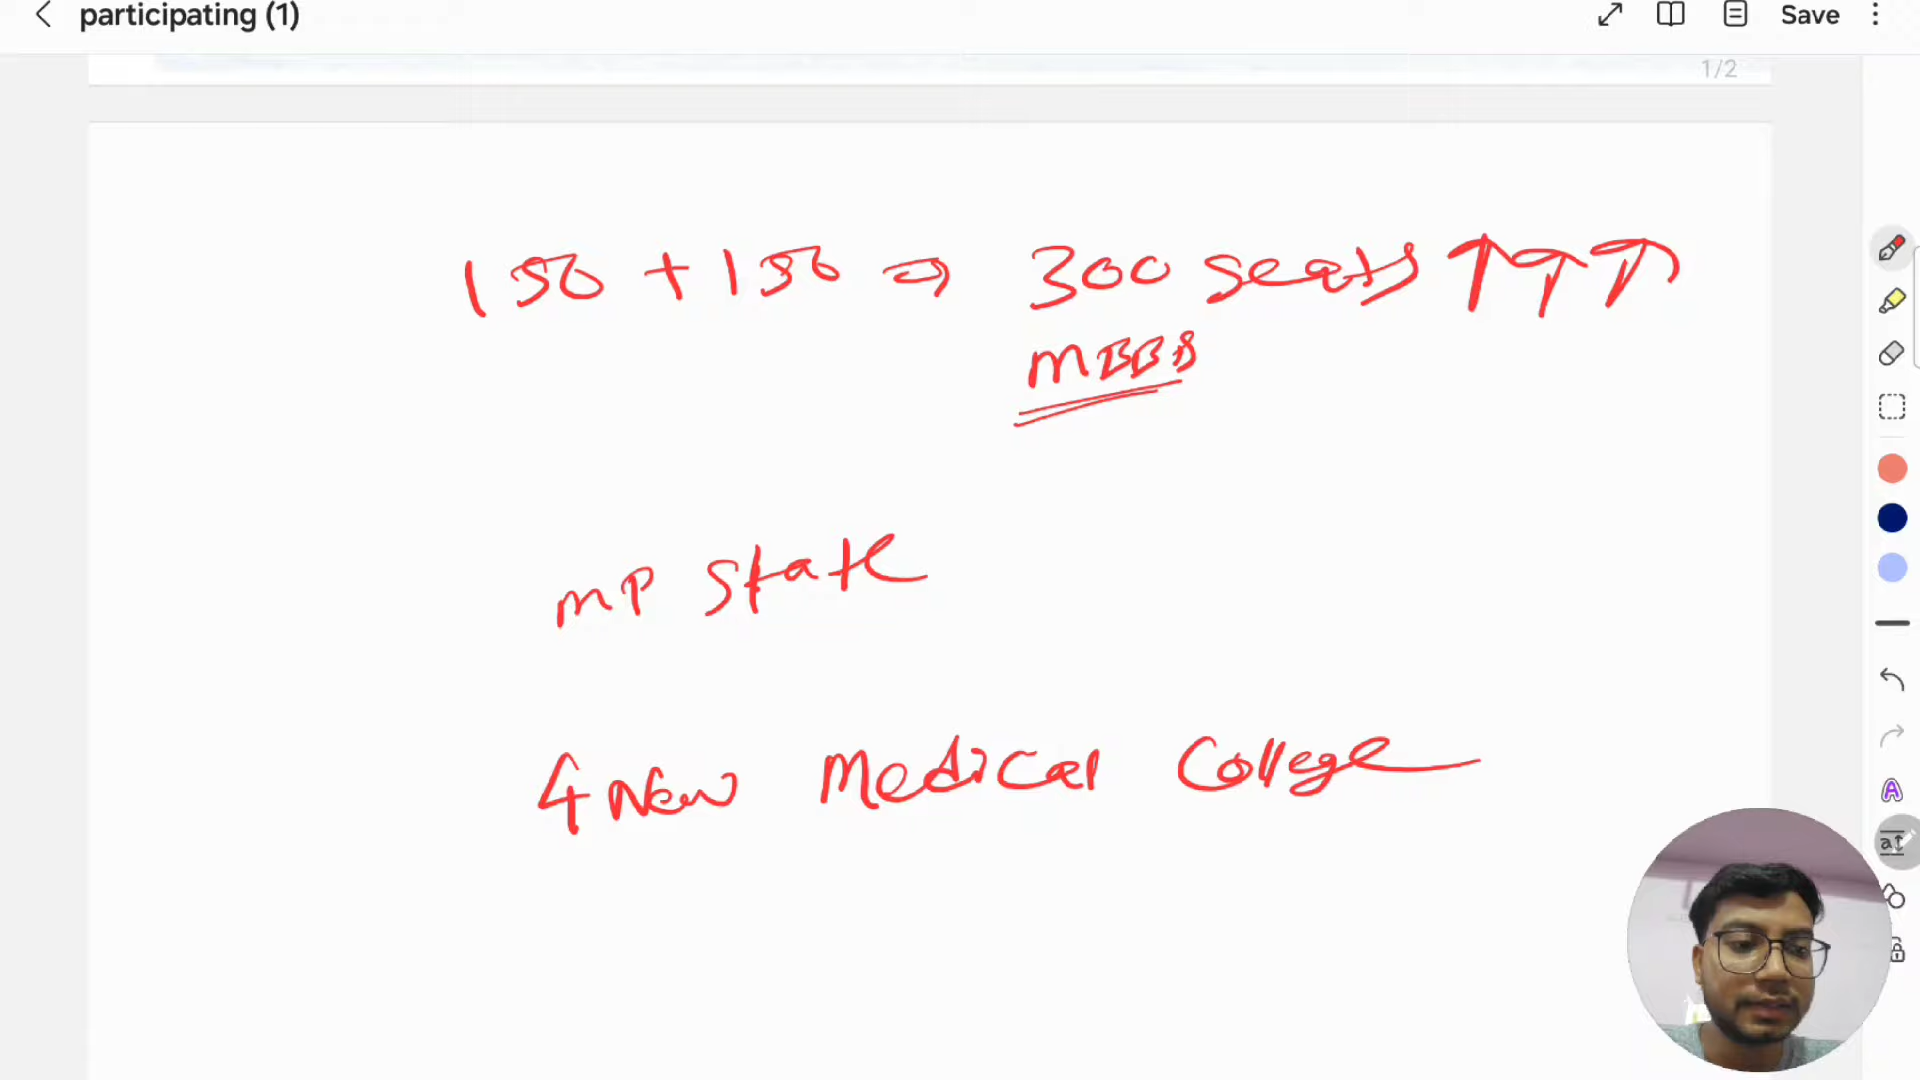 participating (1) Save
1/2
150 + 150 ⇒ 300 seats ↑↑↑
MBBS
MP State
4 New Medical College